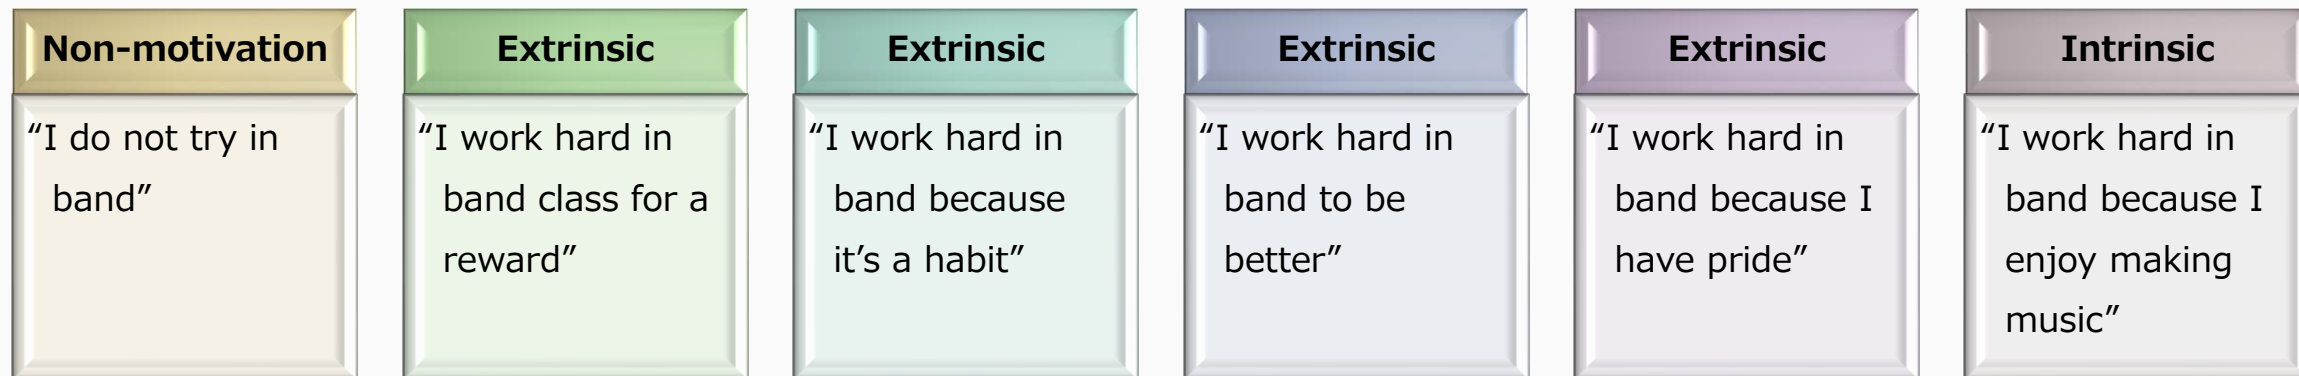 Non-motivation
“I do not try in
band”
Extrinsic
“I work hard in
band class for a
reward”
Extrinsic
“I work hard in
band because
it’s a habit”
Extrinsic
“I work hard in
band to be
better”
Extrinsic
“I work hard in
band because I
have pride”
Intrinsic
“I work hard in
band because I
enjoy making
music”